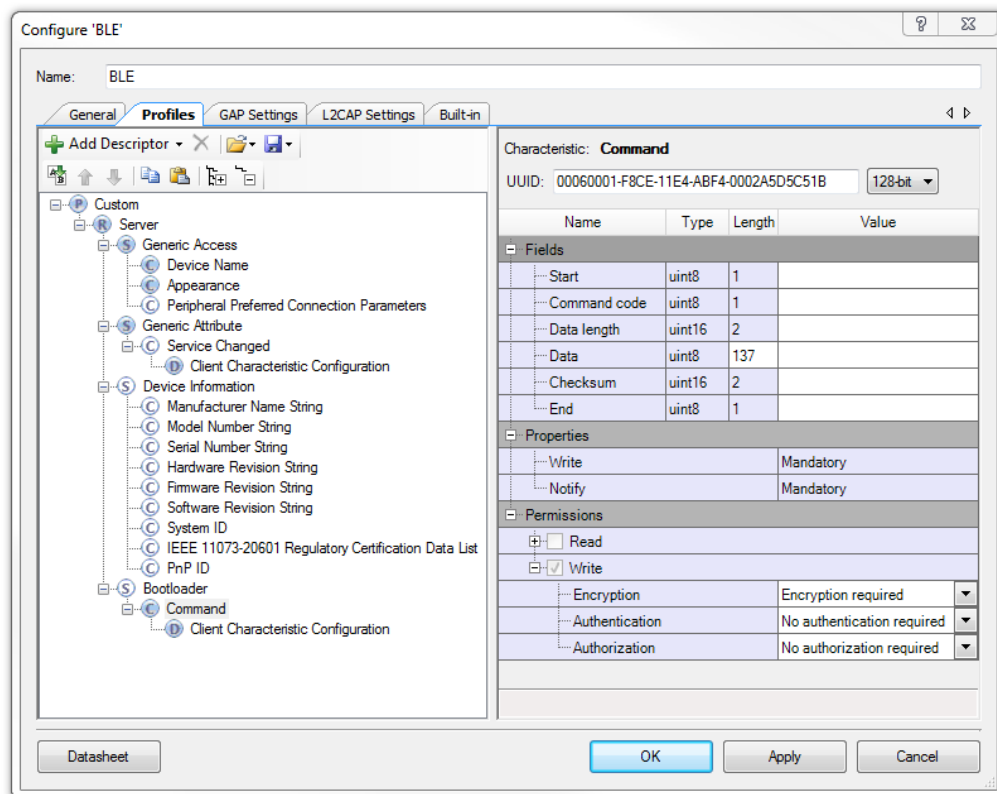 Configure 'BLE'
Name: BLE
General Profiles GAP Settings L2CAP Settings Built-in
Add Descriptor
Custom
Server
Generic Access
Device Name
Appearance
Peripheral Preferred Connection Parameters
Generic Attribute
Service Changed
Client Characteristic Configuration
Device Information
Manufacturer Name String
Model Number String
Serial Number String
Hardware Revision String
Firmware Revision String
Software Revision String
System ID
IEEE 11073-20601 Regulatory Certification Data List
PnP ID
Bootloader
Command
Client Characteristic Configuration
Characteristic: Command
UUID: 00060001-F8CE-11E4-ABF4-0002A5D5C51B 128-bit
Name Type Length Value
Fields
Start uint8 1
Command code uint8 1
Data length uint16 2
Data uint8 137
Checksum uint16 2
End uint8 1
Properties
Write Mandatory
Notify Mandatory
Permissions
Read
Write
Encryption Encryption required
Authentication No authentication required
Authorization No authorization required
Datasheet OK Apply Cancel